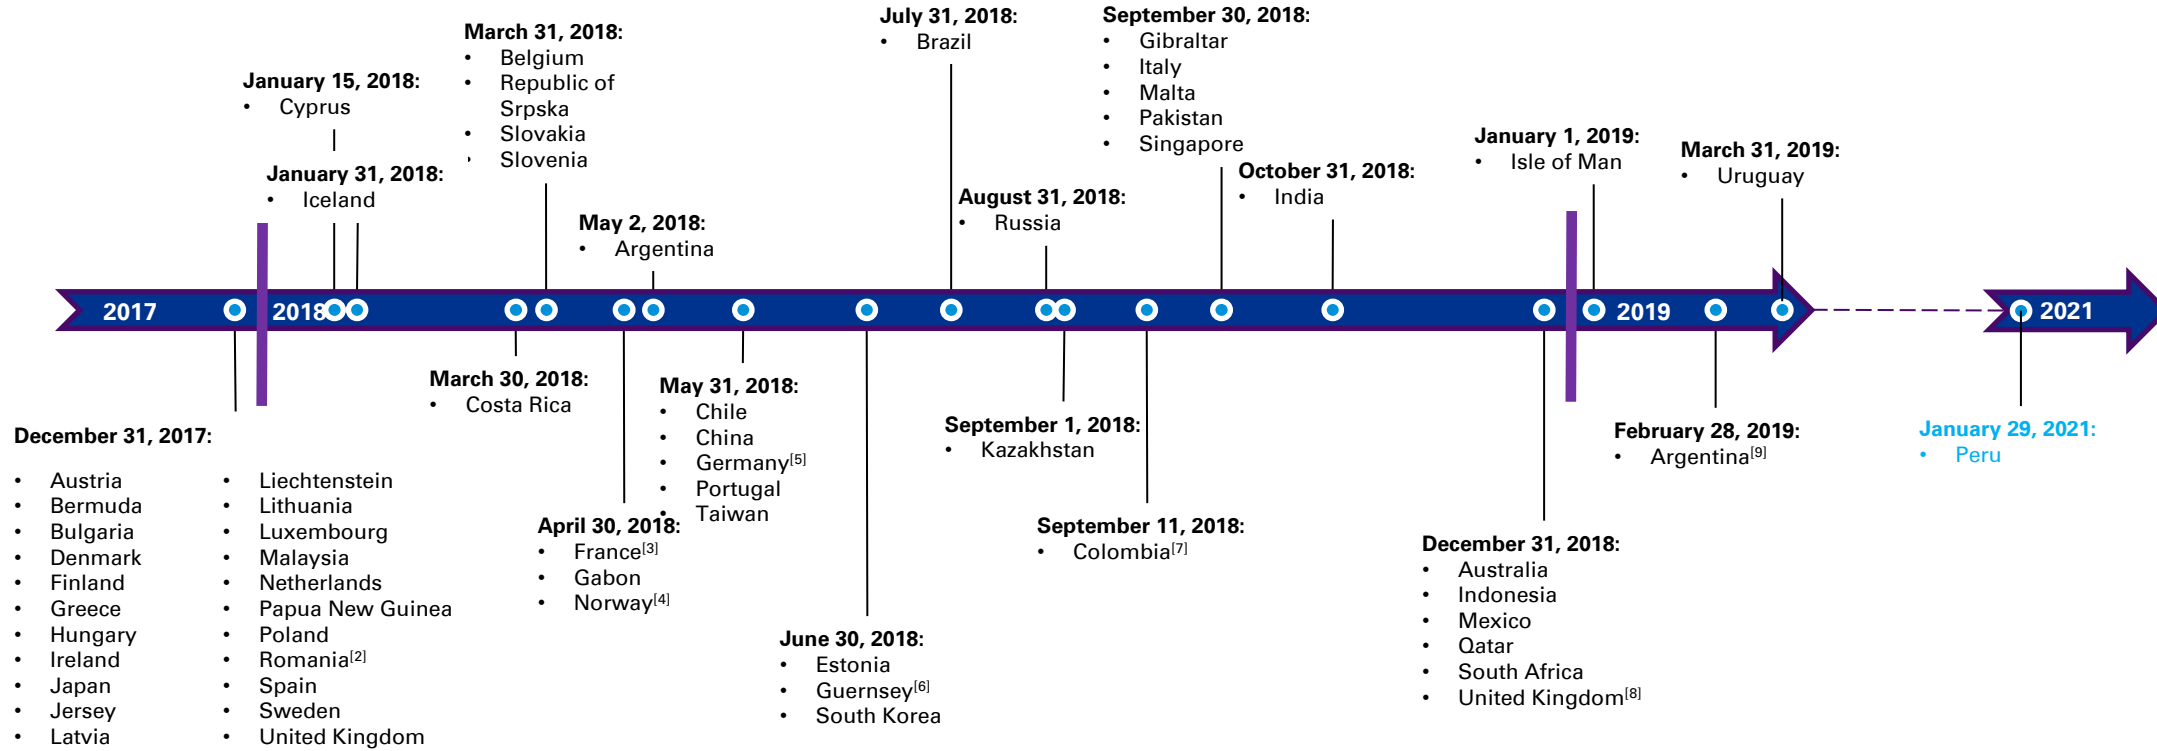 July 31, 2018:
• Brazil
September 30, 2018:
• Gibraltar
• Italy
• Malta
• Pakistan
• Singapore
March 31, 2018:
• Belgium
• Republic of
Srpska
• Slovakia
• Slovenia
January 15, 2018:
• Cyprus
January 31, 2018:
• Iceland
May 2, 2018:
• Argentina
August 31, 2018:
• Russia
October 31, 2018:
• India
January 1, 2019:
• Isle of Man
March 31, 2019:
• Uruguay
2017
2018
2019
2021
December 31, 2017:
• Austria
• Bermuda
• Bulgaria
• Denmark
• Finland
• Greece
• Hungary
• Ireland
• Japan
• Jersey
• Latvia
• Liechtenstein
• Lithuania
• Luxembourg
• Malaysia
• Netherlands
• Papua New Guinea
• Poland
• Romania[2]
• Spain
• Sweden
• United Kingdom
March 30, 2018:
• Costa Rica
April 30, 2018:
• France[3]
• Gabon
• Norway[4]
May 31, 2018:
• Chile
• China
• Germany[5]
• Portugal
• Taiwan
June 30, 2018:
• Estonia
• Guernsey[6]
• South Korea
September 1, 2018:
• Kazakhstan
September 11, 2018:
• Colombia[7]
December 31, 2018:
• Australia
• Indonesia
• Mexico
• Qatar
• South Africa
• United Kingdom[8]
February 28, 2019:
• Argentina[9]
January 29, 2021:
• Peru